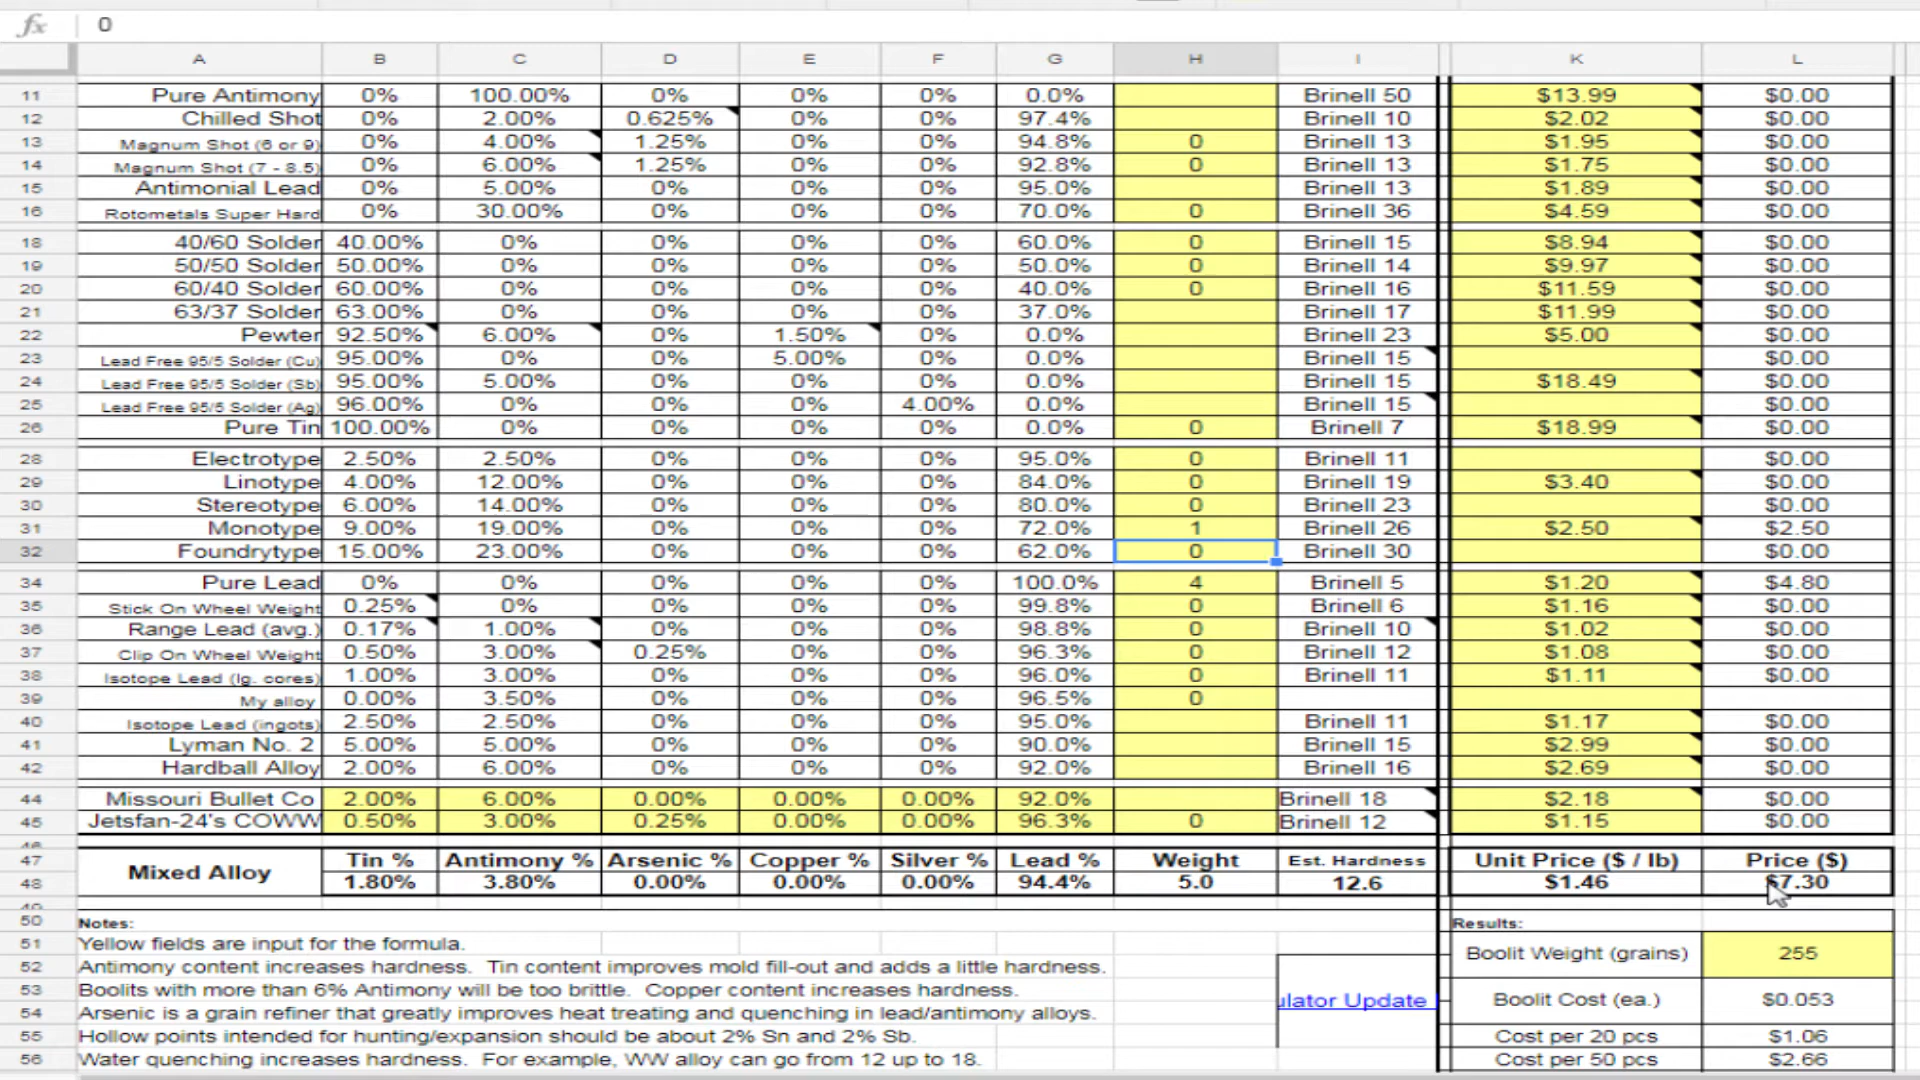 fx 0
A B C D E F G H I K L
11 Pure Antimony 0% 100.00% 0% 0% 0% 0.0% Brinell 50 $13.99 $0.00
12 Chilled Shot 0% 2.00% 0.625% 0% 0% 97.4% Brinell 10 $2.02 $0.00
13 Magnum Shot (6 or 9) 0% 4.00% 1.25% 0% 0% 94.8% 0 Brinell 13 $1.95 $0.00
14 Magnum Shot (7 - 8.5) 0% 6.00% 1.25% 0% 0% 92.8% 0 Brinell 13 $1.75 $0.00
15 Antimonial Lead 0% 5.00% 0% 0% 0% 95.0% Brinell 13 $1.89 $0.00
16 Rotometals Super Hard 0% 30.00% 0% 0% 0% 70.0% 0 Brinell 36 $4.59 $0.00
18 40/60 Solder 40.00% 0% 0% 0% 0% 60.0% 0 Brinell 15 $8.94 $0.00
19 50/50 Solder 50.00% 0% 0% 0% 0% 50.0% 0 Brinell 14 $9.97 $0.00
20 60/40 Solder 60.00% 0% 0% 0% 0% 40.0% 0 Brinell 16 $11.59 $0.00
21 63/37 Solder 63.00% 0% 0% 0% 0% 37.0% Brinell 17 $11.99 $0.00
22 Pewter 92.50% 6.00% 0% 1.50% 0% 0.0% Brinell 23 $5.00 $0.00
23 Lead Free 95/5 Solder (Cu) 95.00% 0% 0% 5.00% 0% 0.0% Brinell 15 $0.00
24 Lead Free 95/5 Solder (Sb) 95.00% 5.00% 0% 0% 0% 0.0% Brinell 15 $18.49 $0.00
25 Lead Free 95/5 Solder (Ag) 96.00% 0% 0% 0% 4.00% 0.0% Brinell 15 $0.00
26 Pure Tin 100.00% 0% 0% 0% 0% 0.0% 0 Brinell 7 $18.99 $0.00
28 Electrotype 2.50% 2.50% 0% 0% 0% 95.0% 0 Brinell 11 $0.00
29 Linotype 4.00% 12.00% 0% 0% 0% 84.0% 0 Brinell 19 $3.40 $0.00
30 Stereotype 6.00% 14.00% 0% 0% 0% 80.0% 0 Brinell 23 $0.00
31 Monotype 9.00% 19.00% 0% 0% 0% 72.0% 1 Brinell 26 $2.50 $2.50
32 Foundrytype 15.00% 23.00% 0% 0% 0% 62.0% 0 Brinell 30 $0.00
34 Pure Lead 0% 0% 0% 0% 0% 100.0% 4 Brinell 5 $1.20 $4.80
35 Stick On Wheel Weight 0.25% 0% 0% 0% 0% 99.8% 0 Brinell 6 $1.16 $0.00
36 Range Lead (avg.) 0.17% 1.00% 0% 0% 0% 98.8% 0 Brinell 10 $1.02 $0.00
37 Clip On Wheel Weight 0.50% 3.00% 0.25% 0% 0% 96.3% 0 Brinell 12 $1.08 $0.00
38 Isotope Lead (lg. cores) 1.00% 3.00% 0% 0% 0% 96.0% 0 Brinell 11 $1.11 $0.00
39 My alloy 0.00% 3.50% 0% 0% 0% 96.5% 0
40 Isotope Lead (ingots) 2.50% 2.50% 0% 0% 0% 95.0% Brinell 11 $1.17 $0.00
41 Lyman No. 2 5.00% 5.00% 0% 0% 0% 90.0% Brinell 15 $2.99 $0.00
42 Hardball Alloy 2.00% 6.00% 0% 0% 0% 92.0% Brinell 16 $2.69 $0.00
44 Missouri Bullet Co 2.00% 6.00% 0.00% 0.00% 0.00% 92.0% Brinell 18 $2.18 $0.00
45 Jetsfan-24's COWW 0.50% 3.00% 0.25% 0.00% 0.00% 96.3% 0 Brinell 12 $1.15 $0.00
47 Mixed Alloy Tin % Antimony % Arsenic % Copper % Silver % Lead % Weight Est. Hardness Unit Price ($ / lb) Price ($)
48 1.80% 3.80% 0.00% 0.00% 0.00% 94.4% 5.0 12.6 $1.46 $7.30
50 Notes: Results:
51 Yellow fields are input for the formula. Boolit Weight (grains) 255
52 Antimony content increases hardness. Tin content improves mold fill-out and adds a little hardness.
53 Boolits with more than 6% Antimony will be too brittle. Copper content increases hardness. ulator Update Boolit Cost (ea.) $0.053
54 Arsenic is a grain refiner that greatly improves heat treating and quenching in lead/antimony alloys.
55 Hollow points intended for hunting/expansion should be about 2% Sn and 2% Sb. Cost per 20 pcs $1.06
56 Water quenching increases hardness. For example, WW alloy can go from 12 up to 18. Cost per 50 pcs $2.66